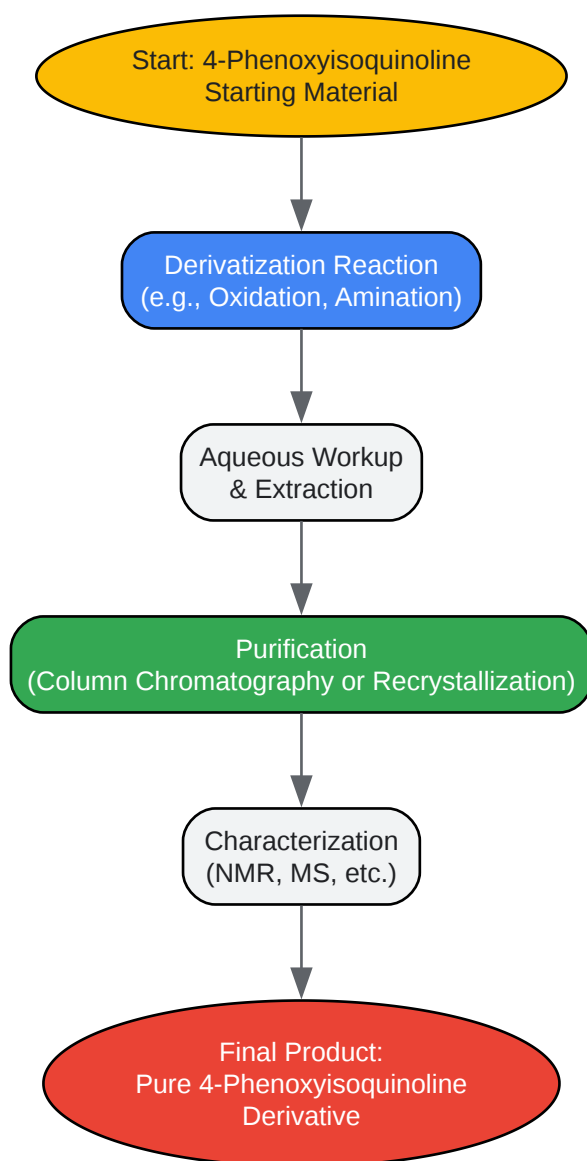 Start: 4-Phenoxyisoquinoline
Starting Material
Derivatization Reaction
(e.g., Oxidation, Amination)
Aqueous Workup
& Extraction
Purification
(Column Chromatography or Recrystallization)
Characterization
(NMR, MS, etc.)
Final Product:
Pure 4-Phenoxyisoquinoline
Derivative